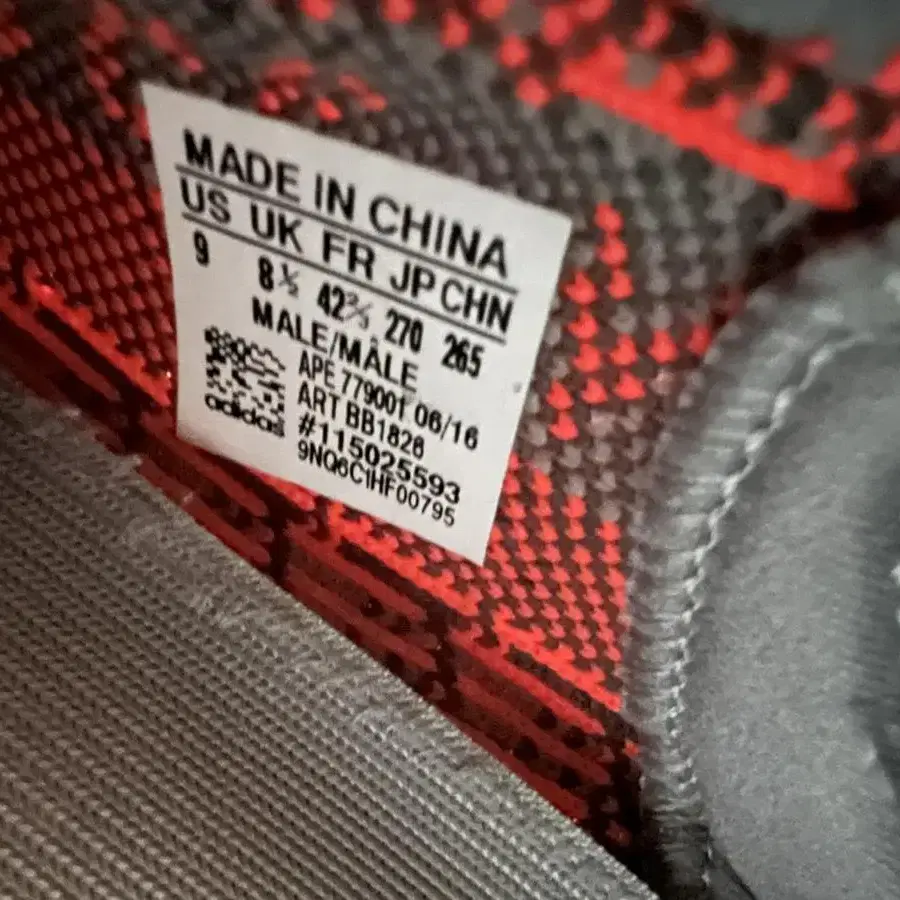 MADE IN CHINA
US UK FR JP CHN
9 8½ 42⅔ 270 265
MALE/MÂLE
APE 779001 06/16
ART BB1826
#115025593
9NQ6C1HF00795
adidas